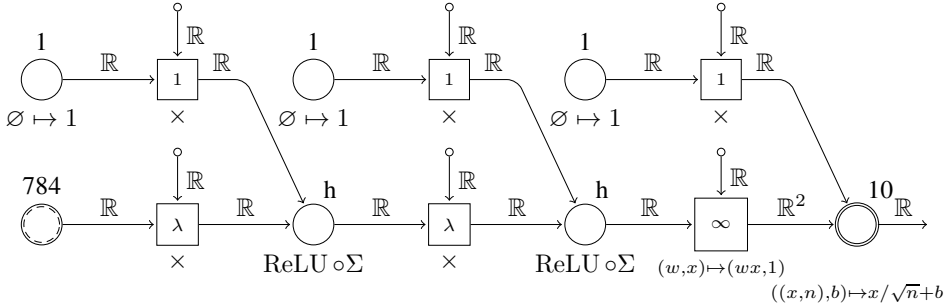 ℝ ℝ ℝ
1 1 1
ℝ 1 ℝ ℝ 1 ℝ ℝ 1 ℝ
∅ ↦ 1 × ∅ ↦ 1 × ∅ ↦ 1 ×
ℝ ℝ ℝ
784 h h 10
ℝ λ ℝ ℝ λ ℝ ℝ ∞ ℝ² ℝ
× ReLU ∘Σ × ReLU ∘Σ (w,x)↦(wx,1)
((x,n),b)↦x/√n+b